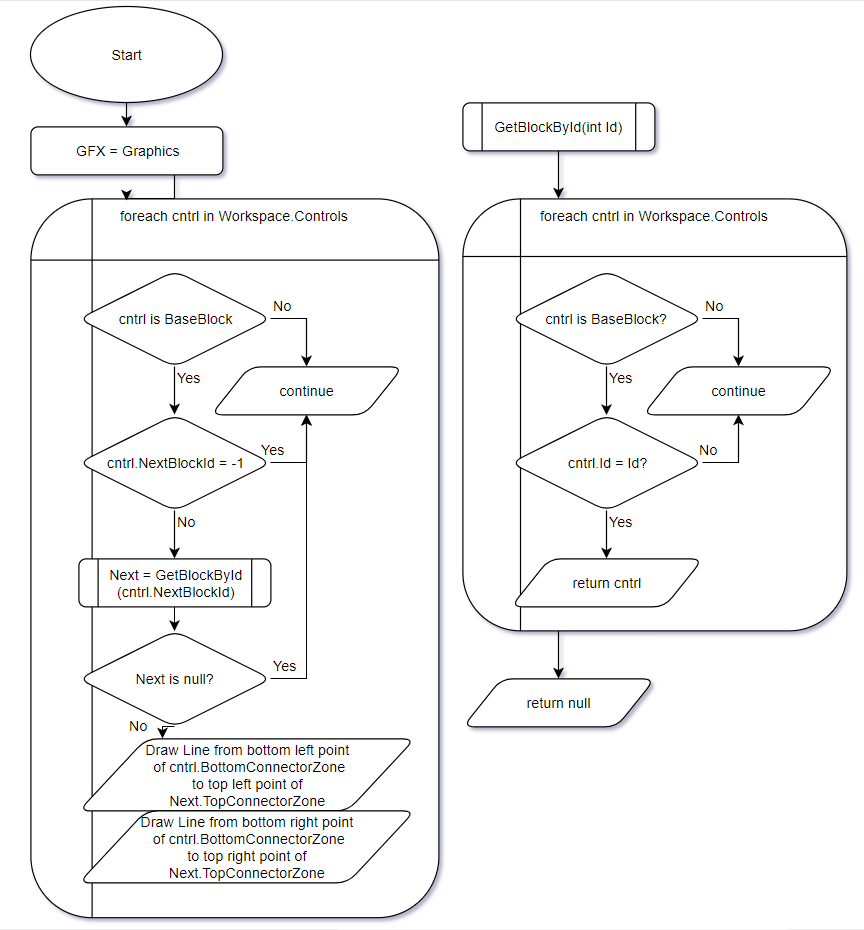 Start
GFX = Graphics
foreach cntrl in Workspace.Controls
cntrl is BaseBlock
No
Yes
continue
cntrl.NextBlockId = -1
Yes
No
Next = GetBlockById
(cntrl.NextBlockId)
Next is null?
Yes
No
Draw Line from bottom left point
of cntrl.BottomConnectorZone
to top left point of
Next.TopConnectorZone
Draw Line from bottom right point
of cntrl.BottomConnectorZone
to top right point of
Next.TopConnectorZone
GetBlockById(int Id)
foreach cntrl in Workspace.Controls
cntrl is BaseBlock?
No
Yes
continue
cntrl.Id = Id?
No
Yes
return cntrl
return null